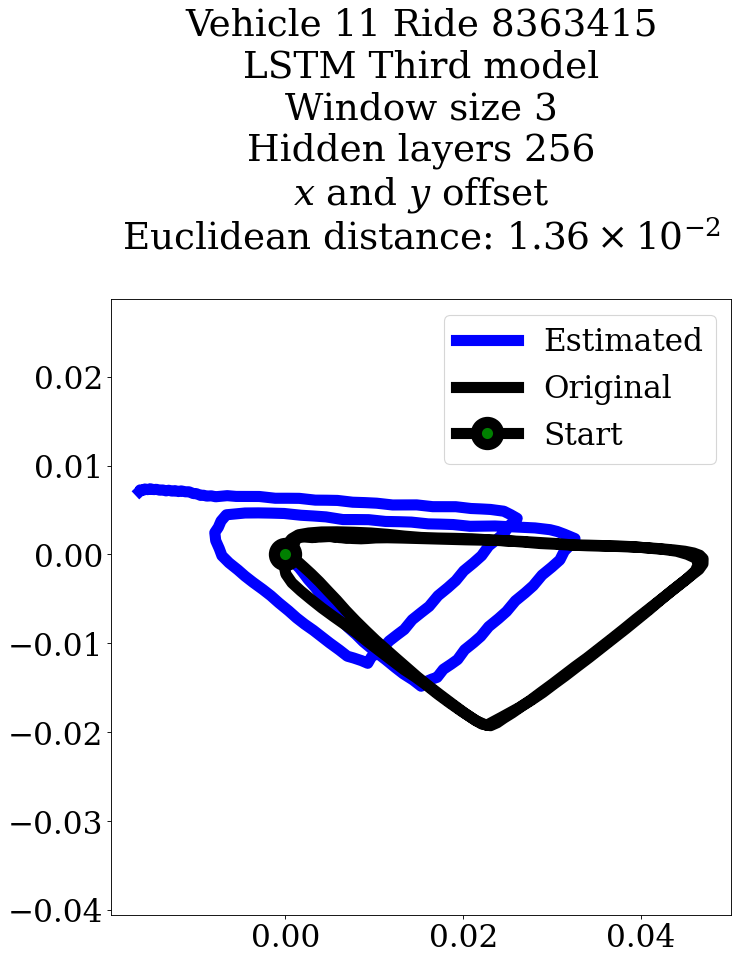 Vehicle 11 Ride 8363415
LSTM Third model
Window size 3
Hidden layers 256
x and y offset
Euclidean distance: 1.36 × 10⁻²
Estimated
Original
Start
0.02
0.01
0.00
−0.01
−0.02
−0.03
−0.04
0.00 0.02 0.04